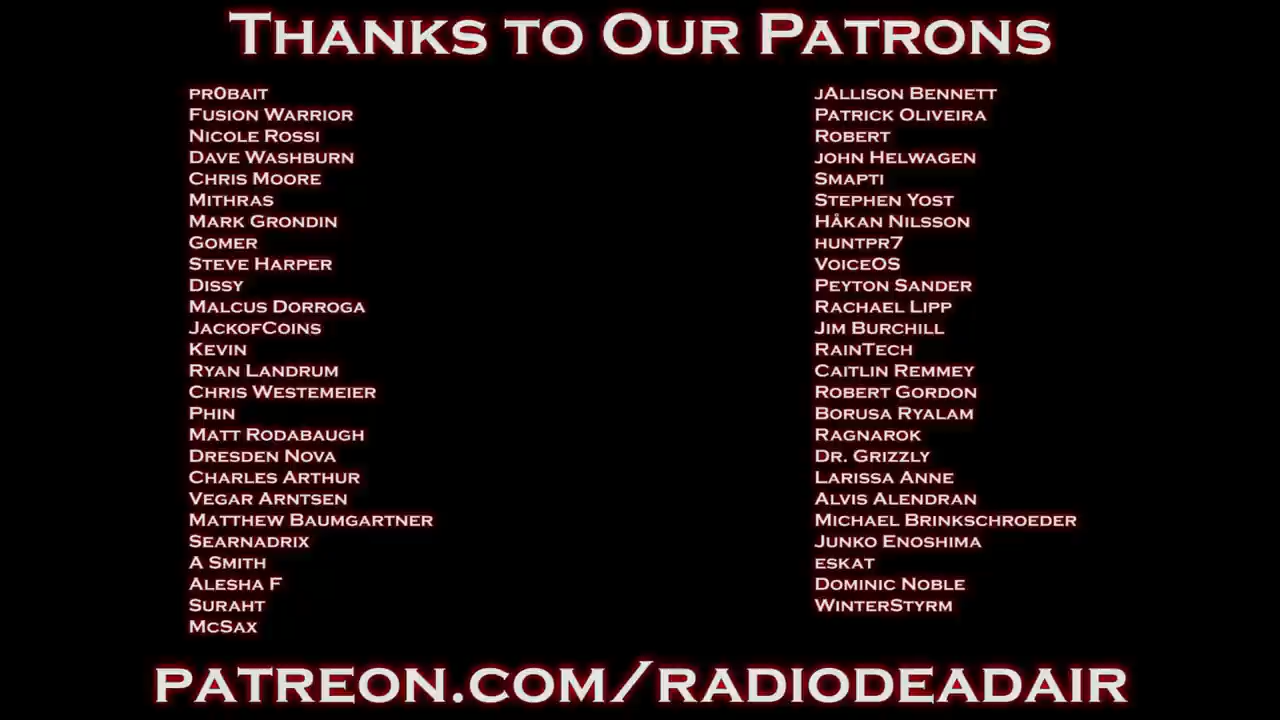 Thanks to Our Patrons
pr0bait
Fusion Warrior
Nicole Rossi
Dave Washburn
Chris Moore
Mithras
Mark Grondin
Gomer
Steve Harper
Dissy
Malcus Dorroga
JackofCoins
Kevin
Ryan Landrum
Chris Westemeier
Phin
Matt Rodabaugh
Dresden Nova
Charles Arthur
Vegar Arntsen
Matthew Baumgartner
Searnadrix
A Smith
Alesha F
Suraht
McSax
jAllison Bennett
Patrick Oliveira
Robert
john Helwagen
Smapti
Stephen Yost
Håkan Nilsson
huntpr7
VoiceOS
Peyton Sander
Rachael Lipp
Jim Burchill
RainTech
Caitlin Remmey
Robert Gordon
Borusa Ryalam
Ragnarok
Dr. Grizzly
Larissa Anne
Alvis Alendran
Michael Brinkschroeder
Junko Enoshima
eskat
Dominic Noble
WinterStyrm
patreon.com/radiodeadair